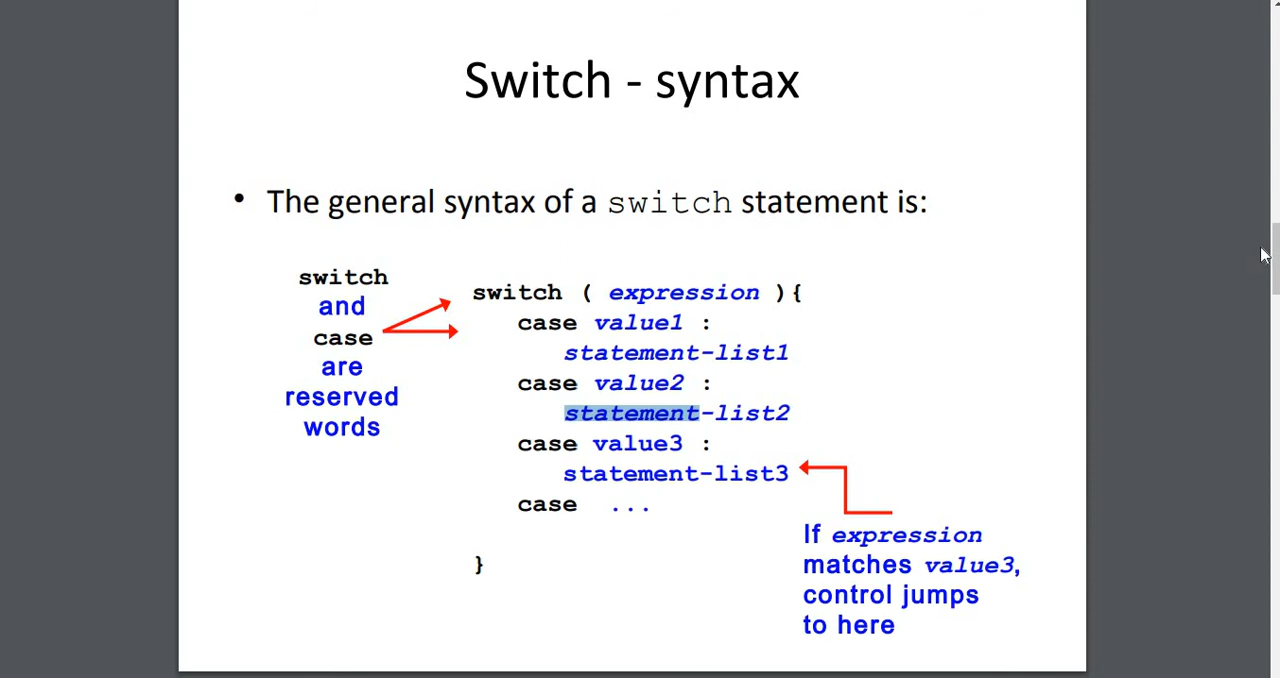 Switch - syntax
• The general syntax of a switch statement is:
switch
and
case
are
reserved
words
switch ( expression ){
case value1 :
statement-list1
case value2 :
statement-list2
case value3 :
statement-list3
case ...
}
If expression
matches value3,
control jumps
to here